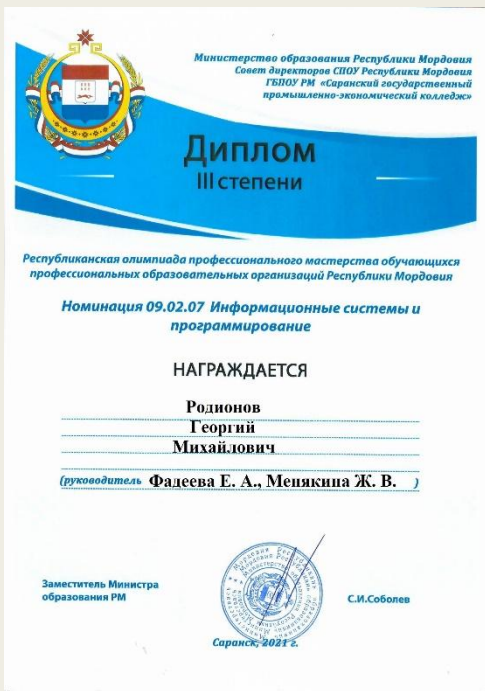 Министерство образования Республики Мордовия
Совет директоров СПОУ Республики Мордовия
ГБПОУ РМ «Саранский государственный
промышленно-экономический колледж»
Диплом
III степени
Республиканская олимпиада профессионального мастерства обучающихся
профессиональных образовательных организаций Республики Мордовия
Номинация 09.02.07 Информационные системы и
программирование
НАГРАЖДАЕТСЯ
Родионов
Георгий
Михайлович
(руководитель Фадеева Е. А., Менякина Ж. В. )
Заместитель Министра
образования РМ
С.И.Соболев
Саранск, 2021 г.